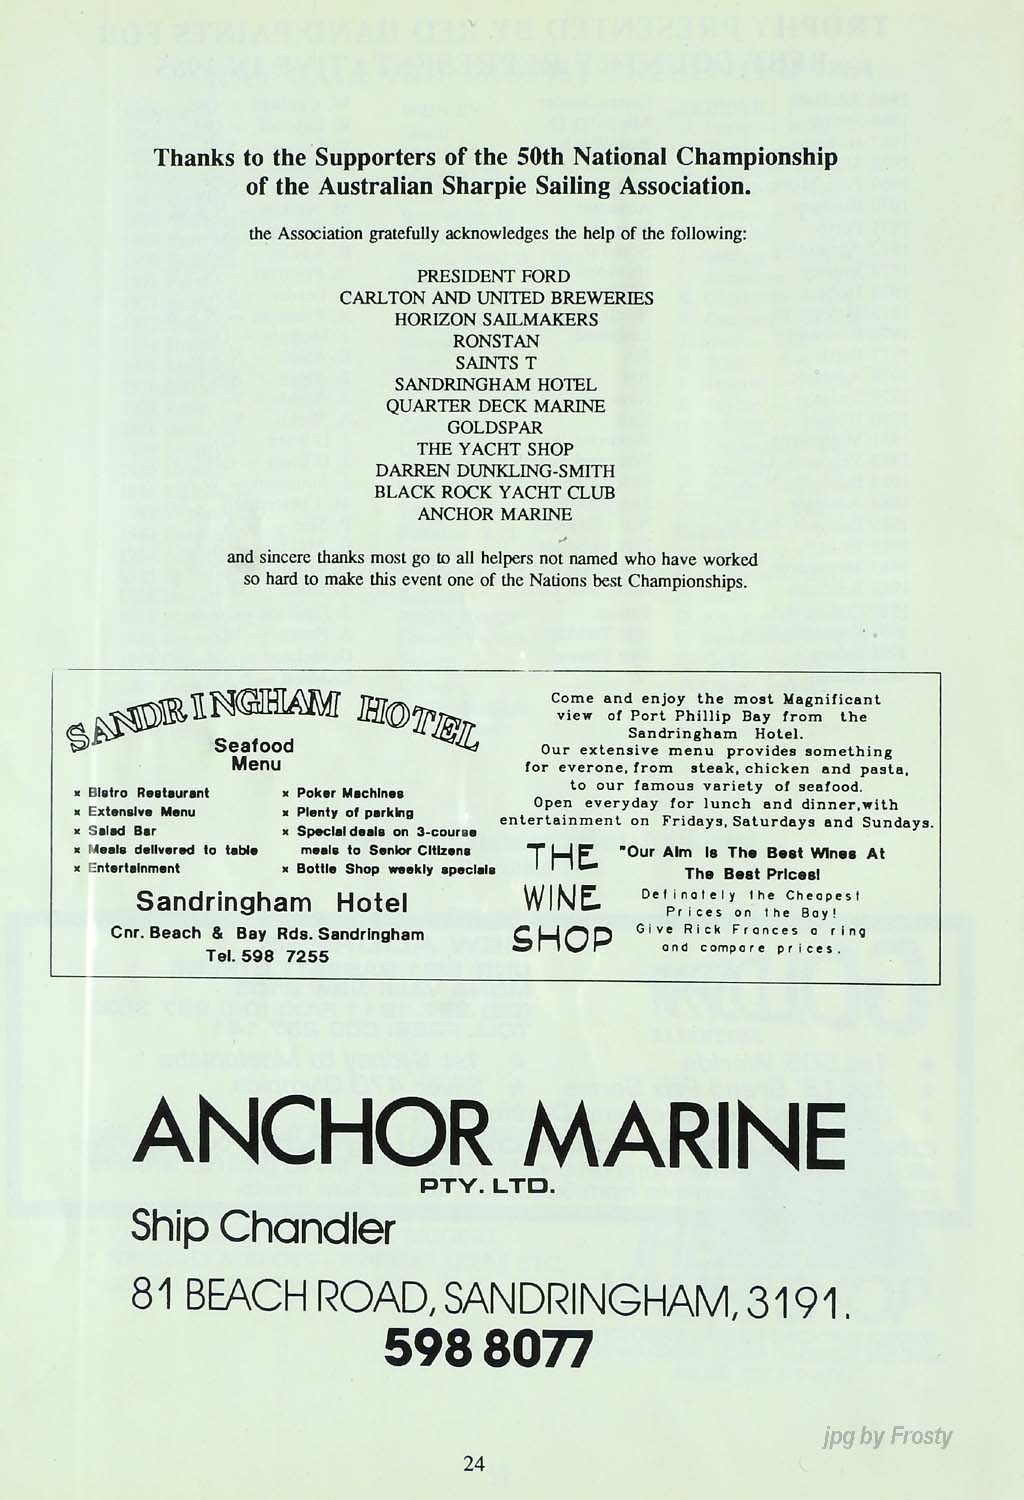 Thanks to the Supporters of the 50th National Championship
of the Australian Sharpie Sailing Association.
the Association gratefully acknowledges the help of the following:
PRESIDENT FORD
CARLTON AND UNITED BREWERIES
HORIZON SAILMAKERS
RONSTAN
SAINTS T
SANDRINGHAM HOTEL
QUARTER DECK MARINE
GOLDSPAR
THE YACHT SHOP
DARREN DUNKLING-SMITH
BLACK ROCK YACHT CLUB
ANCHOR MARINE
and sincere thanks most go to all helpers not named who have worked
so hard to make this event one of the Nations best Championships.
SANDRINGHAM HOTEL
Seafood
Menu
x Bistro Restaurant
x Extensive Menu
x Salad Bar
x Meals delivered to table
x Entertainment
x Poker Machines
x Plenty of parking
x Special deals on 3-course
meals to Senior Citizens
x Bottle Shop weekly specials
Sandringham Hotel
Cnr. Beach & Bay Rds. Sandringham
Tel. 598 7255
Come and enjoy the most Magnificant
view of Port Phillip Bay from the
Sandringham Hotel.
Our extensive menu provides something
for everone, from steak, chicken and pasta,
to our famous variety of seafood.
Open everyday for lunch and dinner, with
entertainment on Fridays, Saturdays and Sundays.
THE
WINE
SHOP
"Our Aim Is The Best Wines At
The Best Prices!
Definately the Cheapest
Prices on the Bay!
Give Rick Frances a ring
and compare prices.
ANCHOR MARINE
PTY. LTD.
Ship Chandler
81 BEACH ROAD, SANDRINGHAM, 3191.
598 8077
jpg by Frosty
24